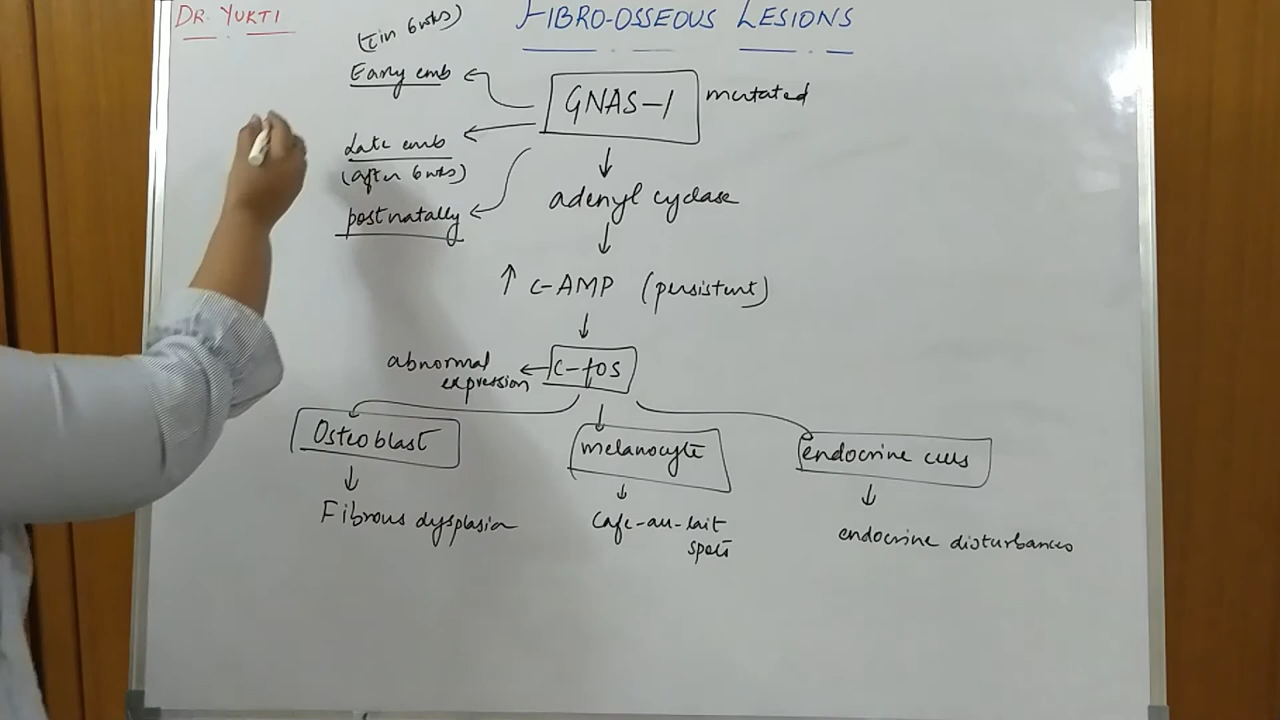 DR YUKTI
FIBRO-OSSEOUS LESIONS
(in 6wks)
Early emb
GNAS-1 mutated
late emb
(after 6wks)
postnatally
adenyl cyclase
↑ C-AMP (persistent)
abnormal
expression
C-fos
Osteoblast
melanocyte
endocrine cells
Fibrous dysplasia
Cafe-au-lait
spots
endocrine disturbances